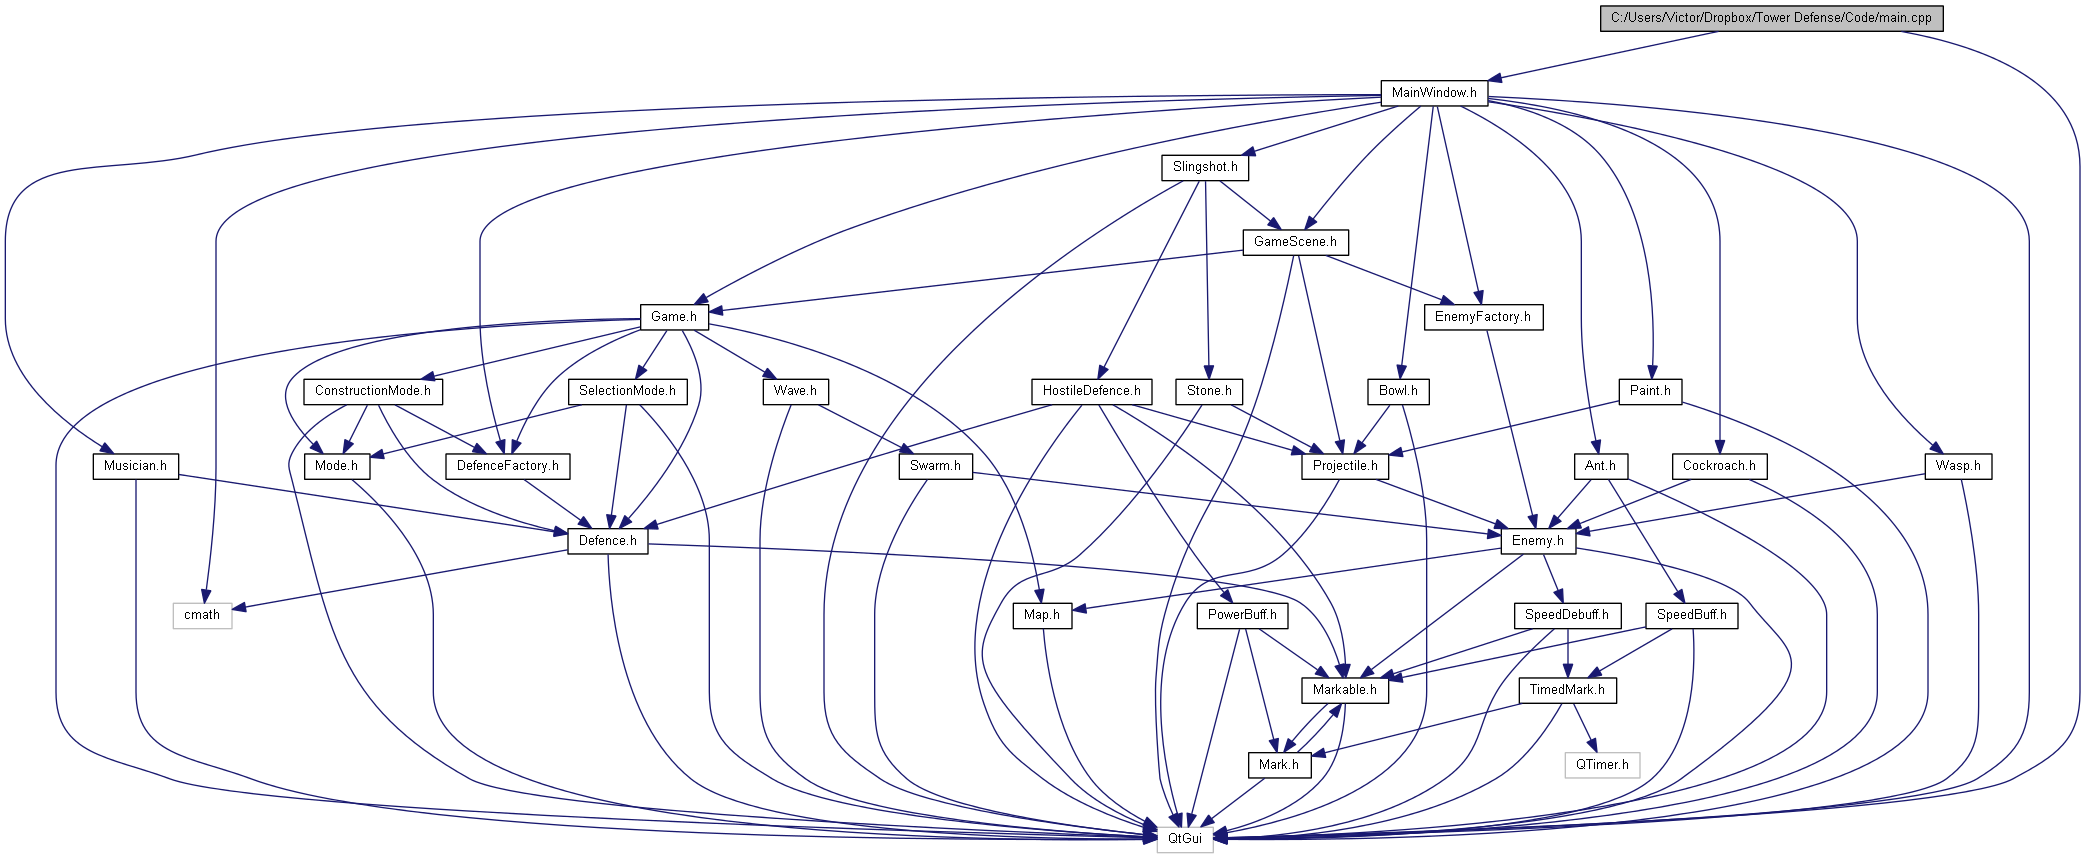 C:/Users/Victor/Dropbox/Tower Defense/Code/main.cpp
MainWindow.h
Slingshot.h
GameScene.h
Game.h
EnemyFactory.h
ConstructionMode.h
SelectionMode.h
Wave.h
HostileDefence.h
Stone.h
Bowl.h
Paint.h
Musician.h
Mode.h
DefenceFactory.h
Swarm.h
Projectile.h
Ant.h
Cockroach.h
Wasp.h
Defence.h
Enemy.h
cmath
Map.h
PowerBuff.h
SpeedDebuff.h
SpeedBuff.h
Markable.h
TimedMark.h
Mark.h
QTimer.h
QtGui